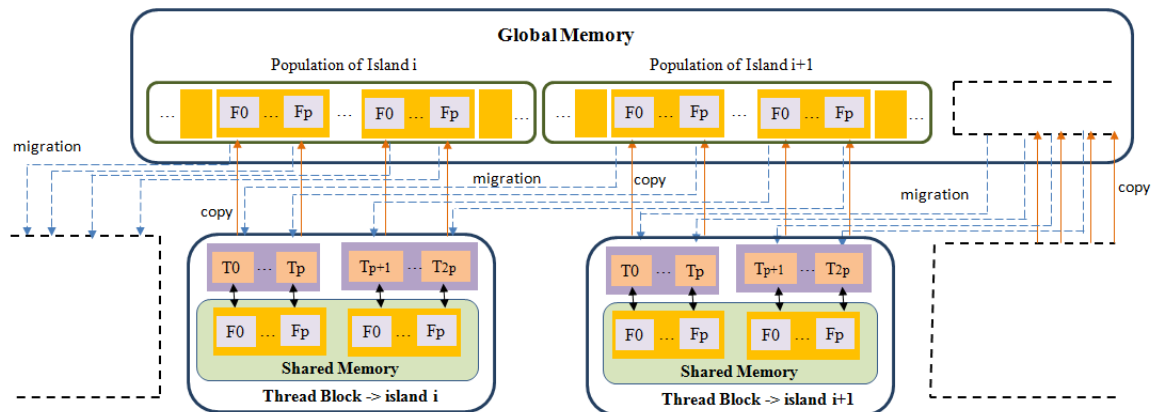 Global Memory
Population of Island i Population of Island i+1
... F0 ... Fp ... F0 ... Fp ... ... F0 ... Fp ... F0 ... Fp ...
migration
migration
copy
migration
copy
copy
T0 ... Tp Tp+1 ... T2p T0 ... Tp Tp+1 ... T2p
F0 ... Fp F0 ... Fp F0 ... Fp F0 ... Fp
Shared Memory Shared Memory
Thread Block -> island i Thread Block -> island i+1